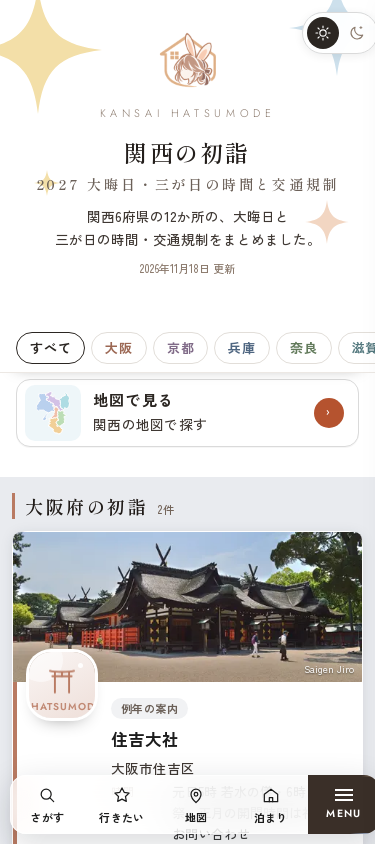 KANSAI HATSUMODE
関西の初詣
2027 大晦日・三が日の時間と交通規制
関西6府県の12か所の、大晦日と
三が日の時間・交通規制をまとめました。
2026年11月18日 更新
すべて
大阪
京都
兵庫
奈良
滋賀
地図で見る
関西の地図で探す
大阪府の初詣 2件
Saigen Jiro
HATSUMOD
例年の案内
住吉大社
大阪市住吉区
お問い合わせ
さがす
行きたい
地図
泊まり
MENU